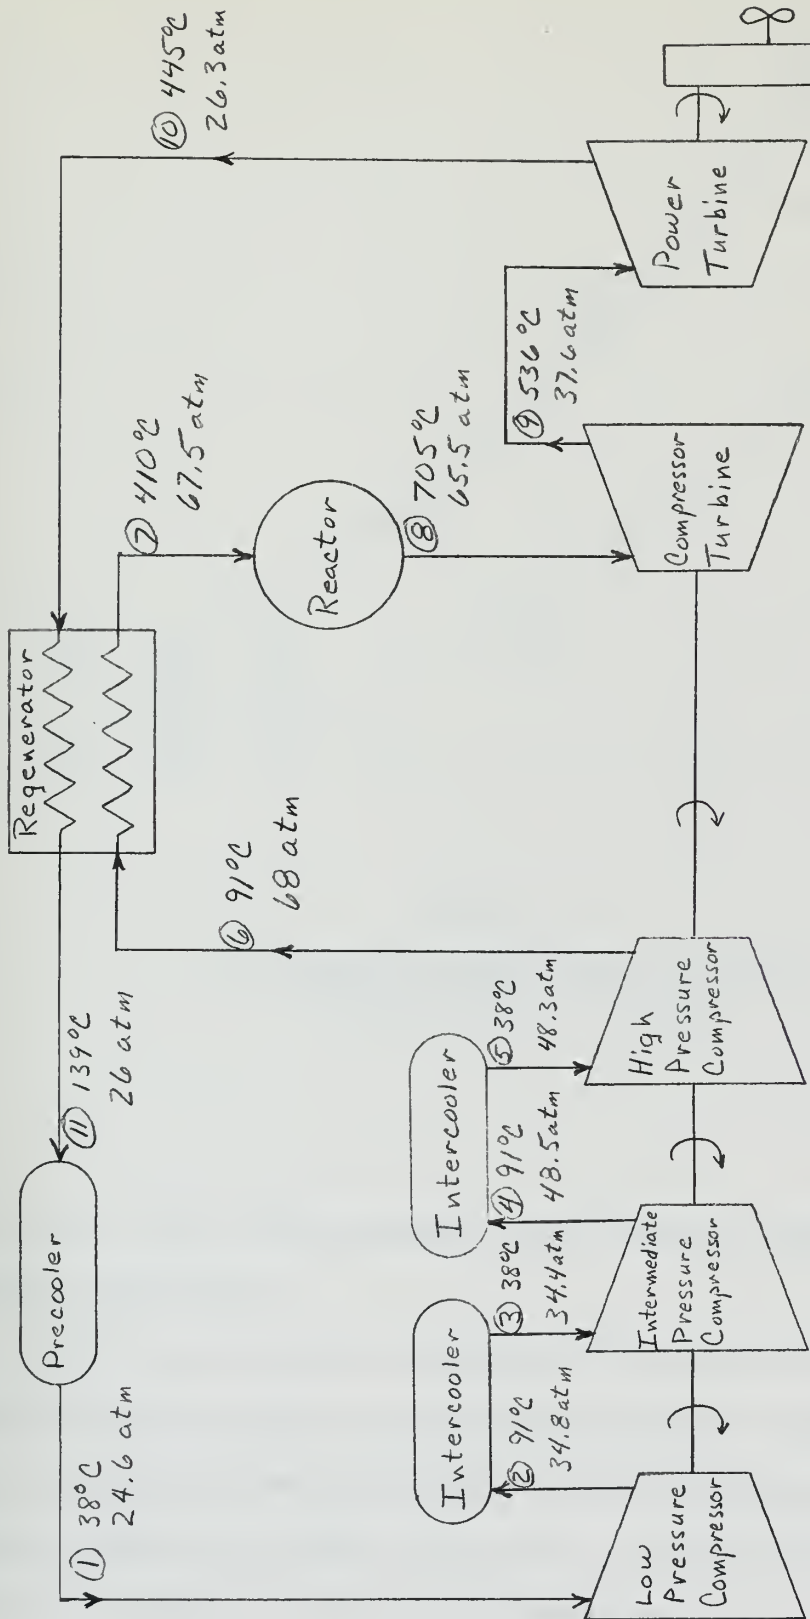 ① 38°C
24.6 atm
Precooler
⑪ 139°C
26 atm
Regenerator
⑩ 445°C
26.3 atm
⑥ 91°C
68 atm
⑦ 410°C
67.5 atm
Reactor
⑧ 705°C
65.5 atm
⑨ 536°C
37.6 atm
Intercooler
② 91°C
34.8 atm
③ 38°C
34.4 atm
Intercooler
④ 91°C
48.5 atm
⑤ 38°C
48.3 atm
Low
Pressure
Compressor
Intermediate
Pressure
Compressor
High
Pressure
Compressor
Compressor
Turbine
Power
Turbine